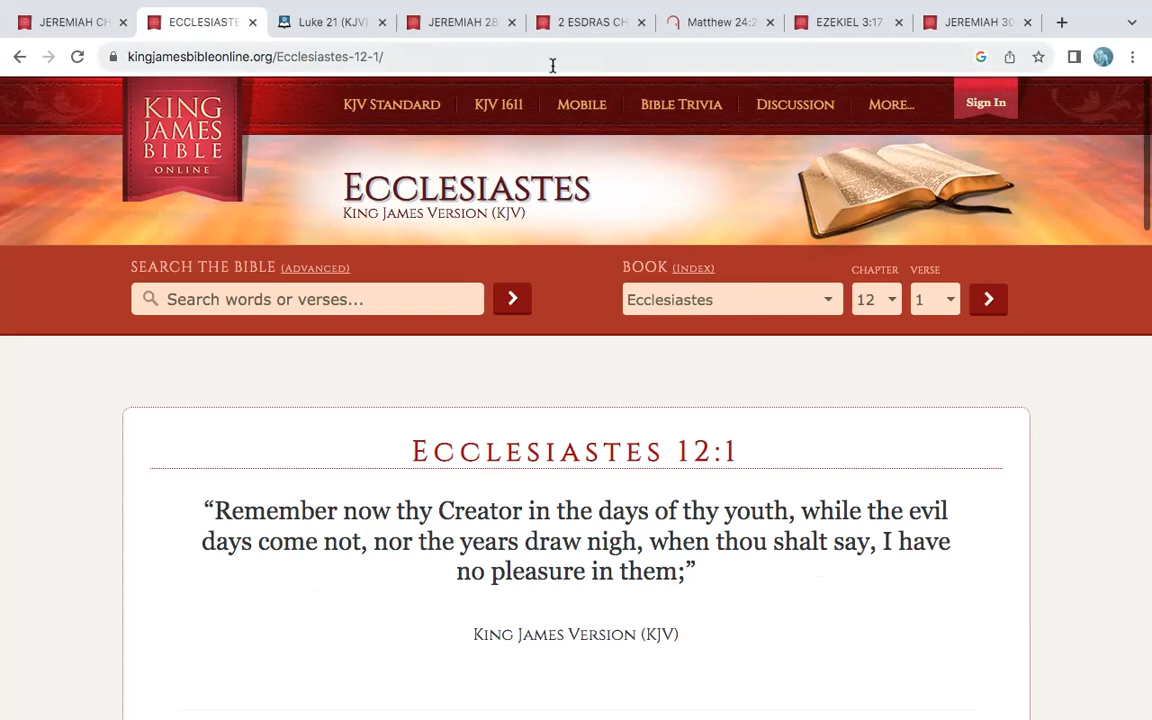 JEREMIAH CH
ECCLESIASTE
Luke 21 (KJV)
JEREMIAH 28
2 ESDRAS CH
Matthew 24:2
EZEKIEL 3:17
JEREMIAH 30
kingjamesbibleonline.org/Ecclesiastes-12-1/
KING JAMES BIBLE ONLINE
KJV STANDARD
KJV 1611
MOBILE
BIBLE TRIVIA
DISCUSSION
MORE...
Sign In
ECCLESIASTES
KING JAMES VERSION (KJV)
SEARCH THE BIBLE (ADVANCED)
Search words or verses...
BOOK (INDEX)
CHAPTER
VERSE
Ecclesiastes
12
1
ECCLESIASTES 12:1
“Remember now thy Creator in the days of thy youth, while the evil
days come not, nor the years draw nigh, when thou shalt say, I have
no pleasure in them;”
KING JAMES VERSION (KJV)